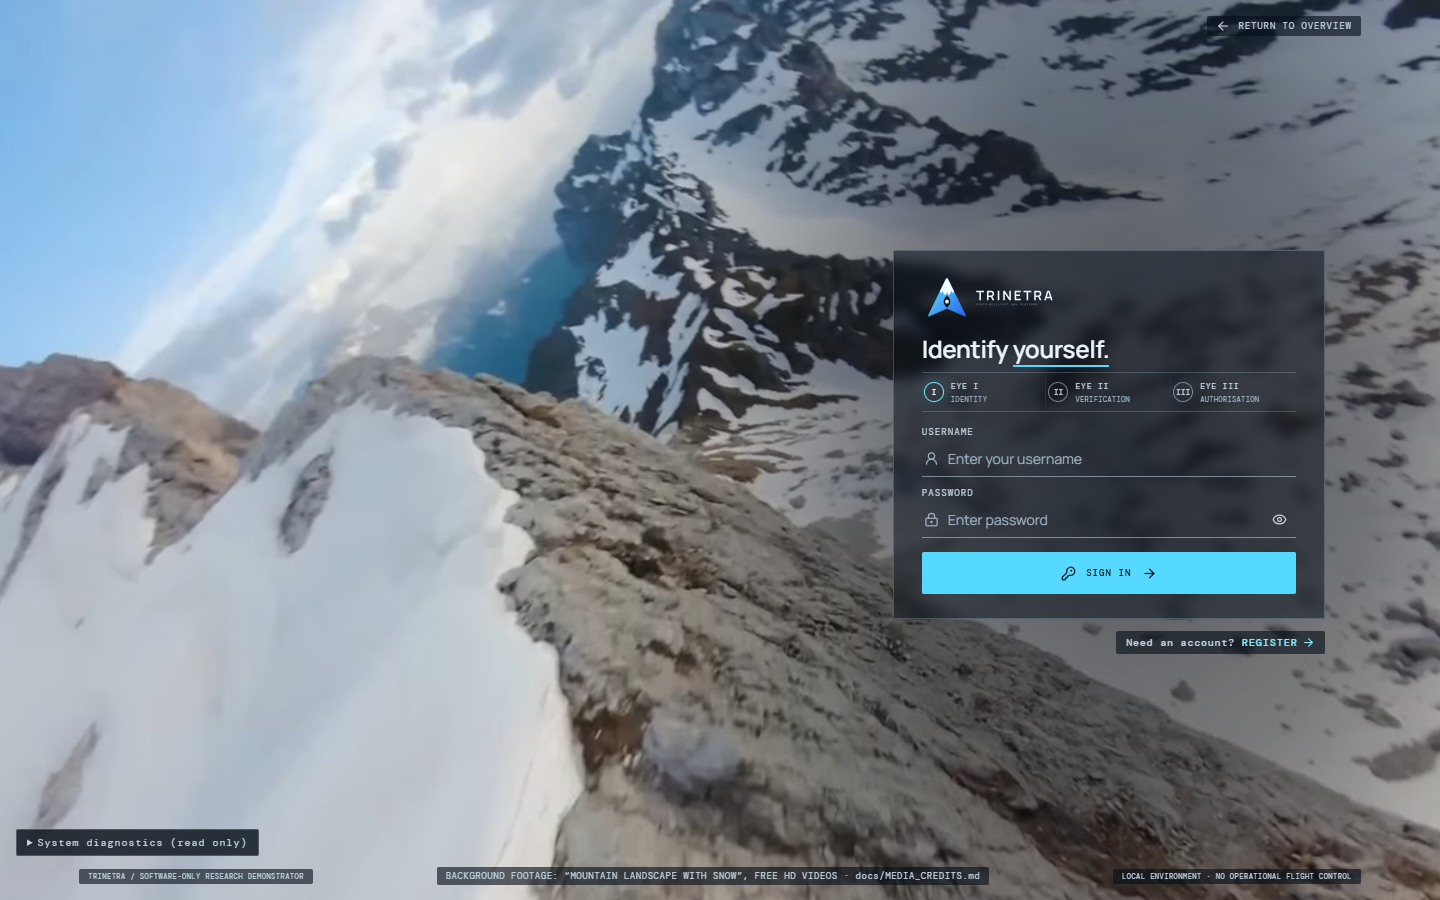 RETURN TO OVERVIEW
TRINETRA
Identify yourself.
I EYE I IDENTITY
II EYE II VERIFICATION
III EYE III AUTHORISATION
USERNAME
Enter your username
PASSWORD
Enter password
SIGN IN
Need an account? REGISTER
System diagnostics (read only)
TRINETRA / SOFTWARE-ONLY RESEARCH DEMONSTRATOR
BACKGROUND FOOTAGE: “MOUNTAIN LANDSCAPE WITH SNOW”, FREE HD VIDEOS · docs/MEDIA_CREDITS.md
LOCAL ENVIRONMENT · NO OPERATIONAL FLIGHT CONTROL